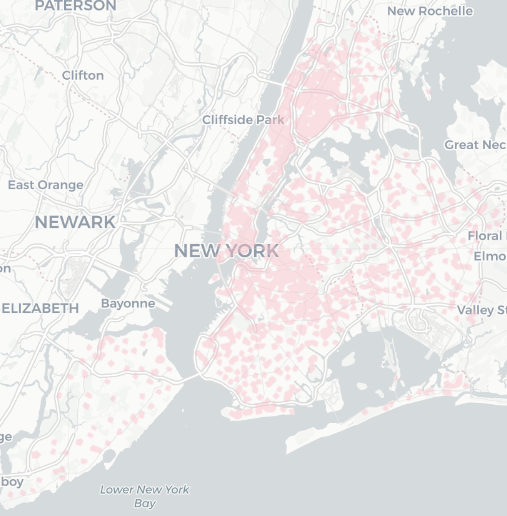 PATERSON
New Rochelle
Clifton
Cliffside Park
Great Nec
East Orange
NEWARK
Floral
NEW YORK
Elmo
on
ELIZABETH
Bayonne
Valley St
ge
boy
Lower New York
Bay